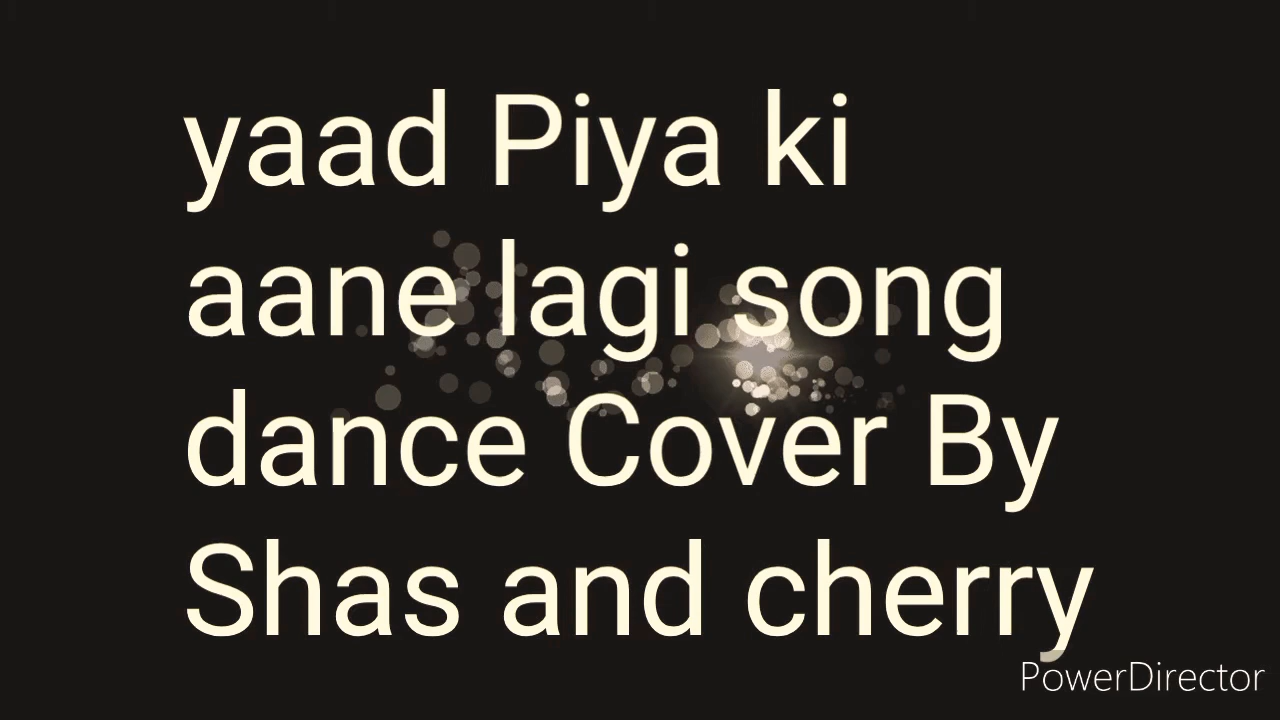 yaad Piya ki
aane lagi song
dance Cover By
Shas and cherry
PowerDirector